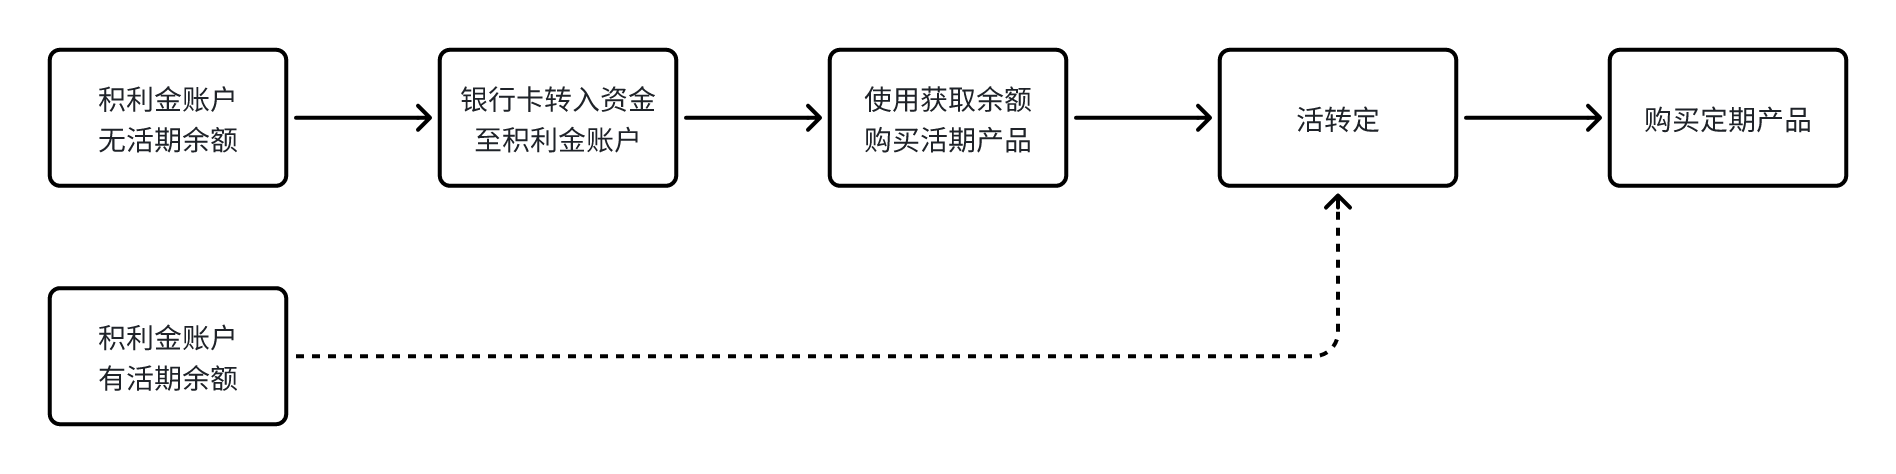 积利金账户
无活期余额
银行卡转入资金
至积利金账户
使用获取余额
购买活期产品
活转定
购买定期产品
积利金账户
有活期余额